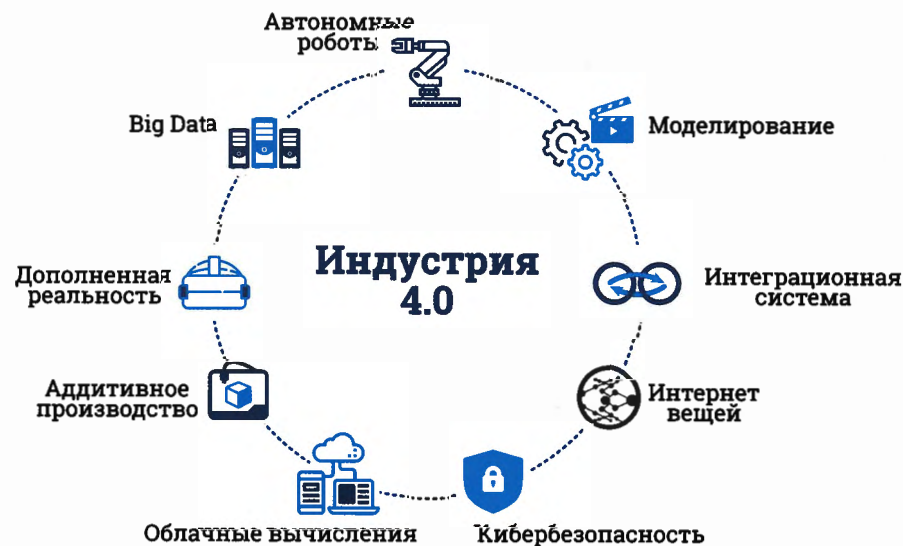 Автономные
роботы
Big Data
Моделирование
Индустрия
4.0
Дополненная
реальность
Интеграционная
система
Аддитивное
производство
Интернет
вещей
Облачные вычисления
Кибербезопасность